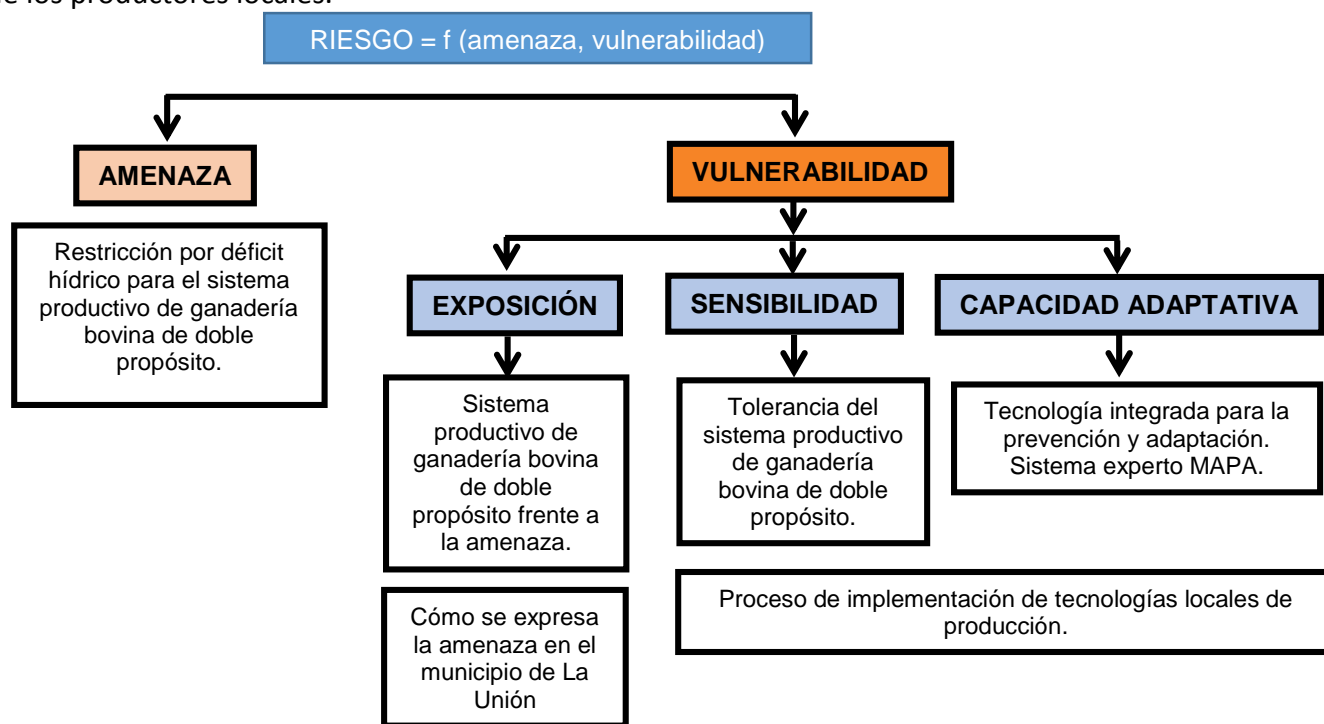 de los productores locales.
RIESGO = f (amenaza, vulnerabilidad)
AMENAZA
Restricción por déficit
hídrico para el sistema
productivo de ganadería
bovina de doble
propósito.
VULNERABILIDAD
EXPOSICIÓN
Sistema
productivo de
ganadería bovina
de doble
propósito frente a
la amenaza.
Cómo se expresa
la amenaza en el
municipio de La
Unión
SENSIBILIDAD
Tolerancia del
sistema productivo
de ganadería
bovina de doble
propósito.
CAPACIDAD ADAPTATIVA
Tecnología integrada para la
prevención y adaptación.
Sistema experto MAPA.
Proceso de implementación de tecnologías locales de
producción.